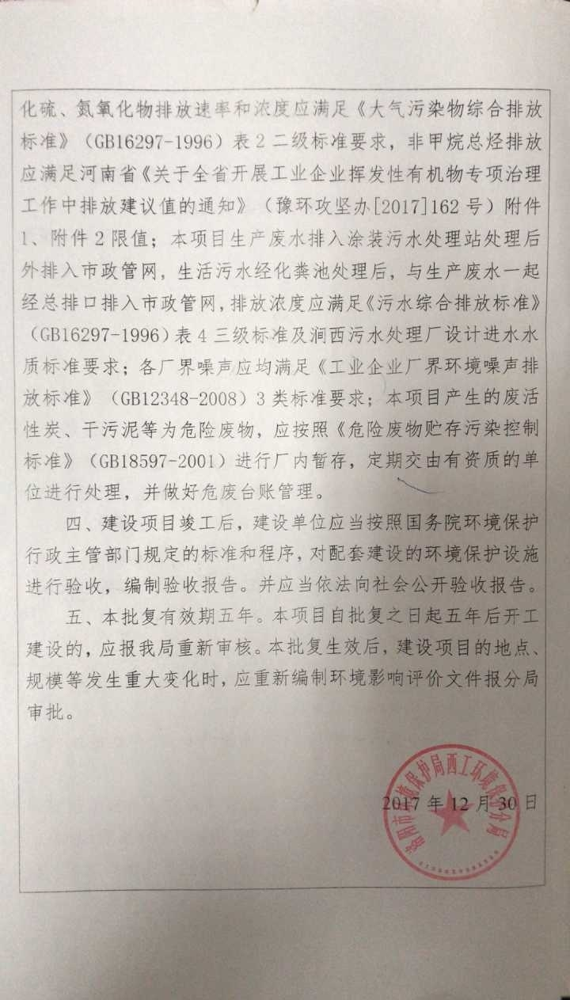 化硫、氮氧化物排放速率和浓度应满足《大气污染物综合排放
标准》（GB16297-1996）表2二级标准要求，非甲烷总烃排放
应满足河南省《关于全省开展工业企业挥发性有机物专项治理
工作中排放建议值的通知》（豫环攻坚办[2017]162号）附件
1、附件2限值；本项目生产废水排入涂装污水处理站处理后
外排入市政管网，生活污水经化粪池处理后，与生产废水一起
经总排口排入市政管网，排放浓度应满足《污水综合排放标准》
（GB16297-1996）表4三级标准及涧西污水处理厂设计进水水
质标准要求；各厂界噪声应均满足《工业企业厂界环境噪声排
放标准》（GB12348-2008）3类标准要求；本项目产生的废活
性炭、干污泥等为危险废物，应按照《危险废物贮存污染控制
标准》（GB18597-2001）进行厂内暂存，定期交由有资质的单
位进行处理，并做好危废台账管理。
四、建设项目竣工后，建设单位应当按照国务院环境保护
行政主管部门规定的标准和程序，对配套建设的环境保护设施
进行验收，编制验收报告。并应当依法向社会公开验收报告。
五、本批复有效期五年。本项目自批复之日起五年后开工
建设的，应报我局重新审核。本批复生效后，建设项目的地点、
规模等发生重大变化时，应重新编制环境影响评价文件报分局
审批。
洛阳市环境保护局西工环境保护分局
2017年12月30日